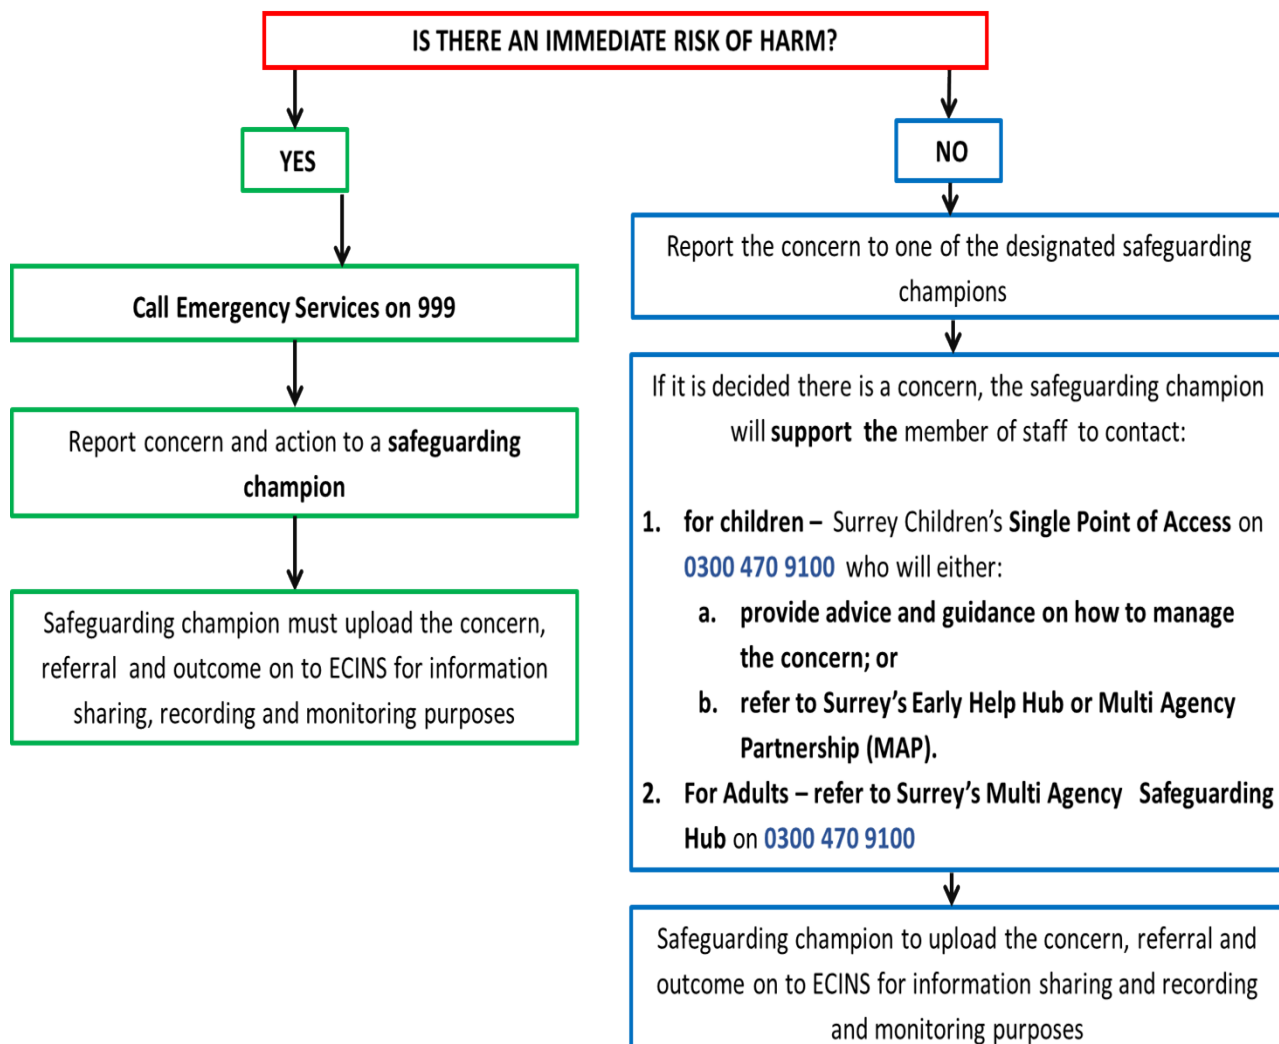 IS THERE AN IMMEDIATE RISK OF HARM?
YES
Call Emergency Services on 999
Report concern and action to a safeguarding
champion
Safeguarding champion must upload the concern,
referral and outcome on to ECINS for information
sharing, recording and monitoring purposes
NO
Report the concern to one of the designated safeguarding
champions
If it is decided there is a concern, the safeguarding champion
will support the member of staff to contact:
1. for children – Surrey Children's Single Point of Access on
0300 470 9100 who will either:
a. provide advice and guidance on how to manage
the concern; or
b. refer to Surrey's Early Help Hub or Multi Agency
Partnership (MAP).
2. For Adults – refer to Surrey's Multi Agency Safeguarding
Hub on 0300 470 9100
Safeguarding champion to upload the concern, referral and
outcome on to ECINS for information sharing and recording
and monitoring purposes